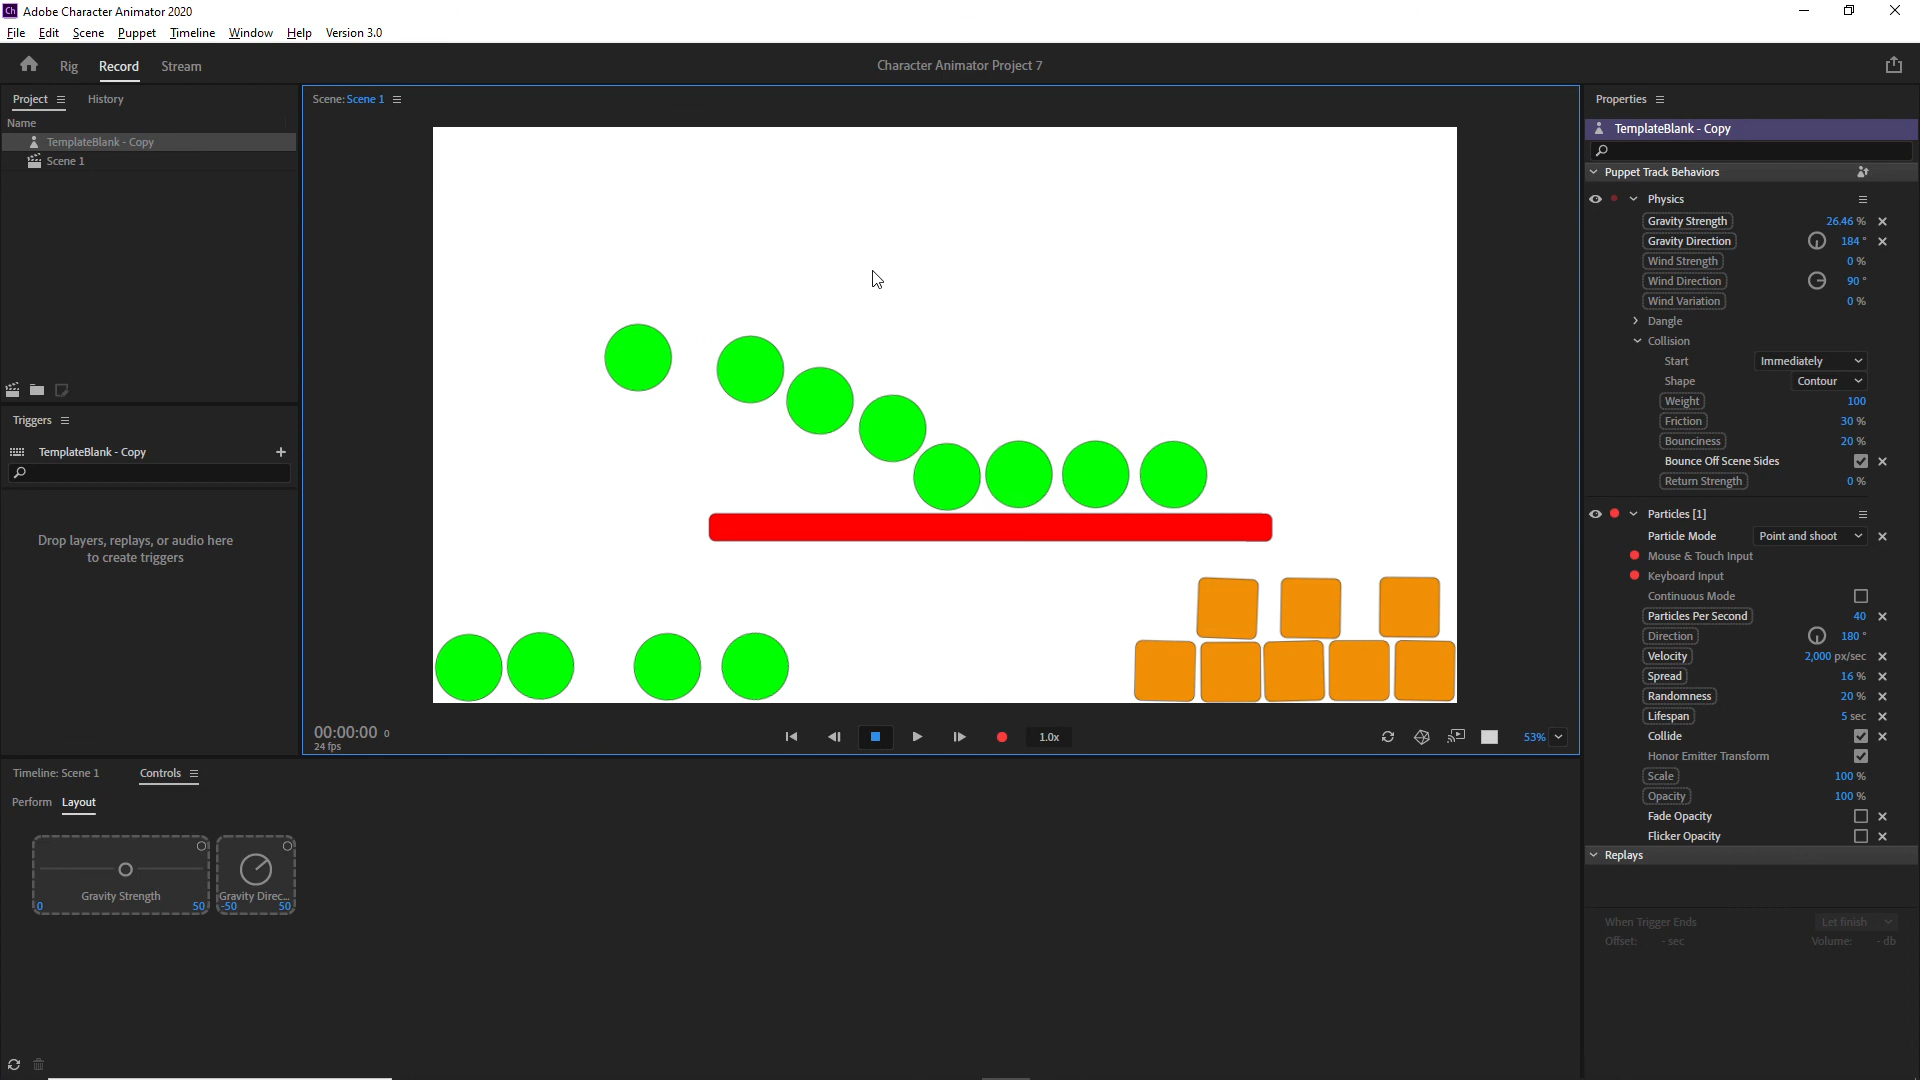 Ch Adobe Character Animator 2020
File Edit Scene Puppet Timeline Window Help Version 3.0
Rig Record Stream
Character Animator Project 7
Project History
Name
TemplateBlank - Copy
Scene 1
Triggers
TemplateBlank - Copy +
Drop layers, replays, or audio here
to create triggers
Scene: Scene 1
00:00:00 0
24 fps
1.0x
53%
Timeline: Scene 1 Controls
Perform Layout
Gravity Strength
0 50
Gravity Direc...
-50 50
Properties
TemplateBlank - Copy
Puppet Track Behaviors
Physics
Gravity Strength 26.46 %
Gravity Direction 184 °
Wind Strength 0 %
Wind Direction 90 °
Wind Variation 0 %
Dangle
Collision
Start Immediately
Shape Contour
Weight 100
Friction 30 %
Bounciness 20 %
Bounce Off Scene Sides
Return Strength 0 %
Particles [1]
Particle Mode Point and shoot
Mouse & Touch Input
Keyboard Input
Continuous Mode
Particles Per Second 40
Direction 180 °
Velocity 2,000 px/sec
Spread 16 %
Randomness 20 %
Lifespan 5 sec
Collide
Honor Emitter Transform
Scale 100 %
Opacity 100 %
Fade Opacity
Flicker Opacity
Replays
When Trigger Ends Let finish
Offset: - sec Volume: - db